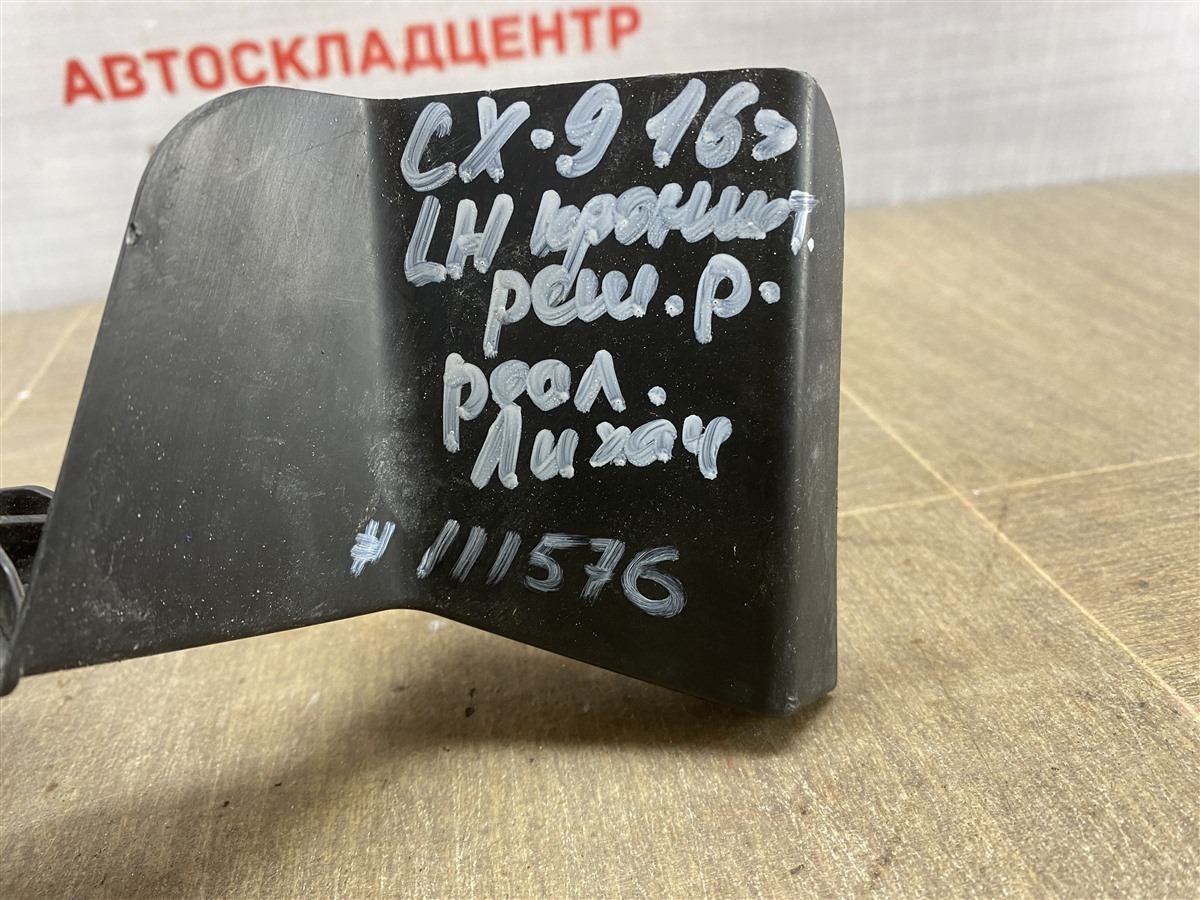 АВТОСКЛАДЦЕНТР
CX-9 16>
LH кроншт.
реш. р.
реал.
Лихач
# 111576